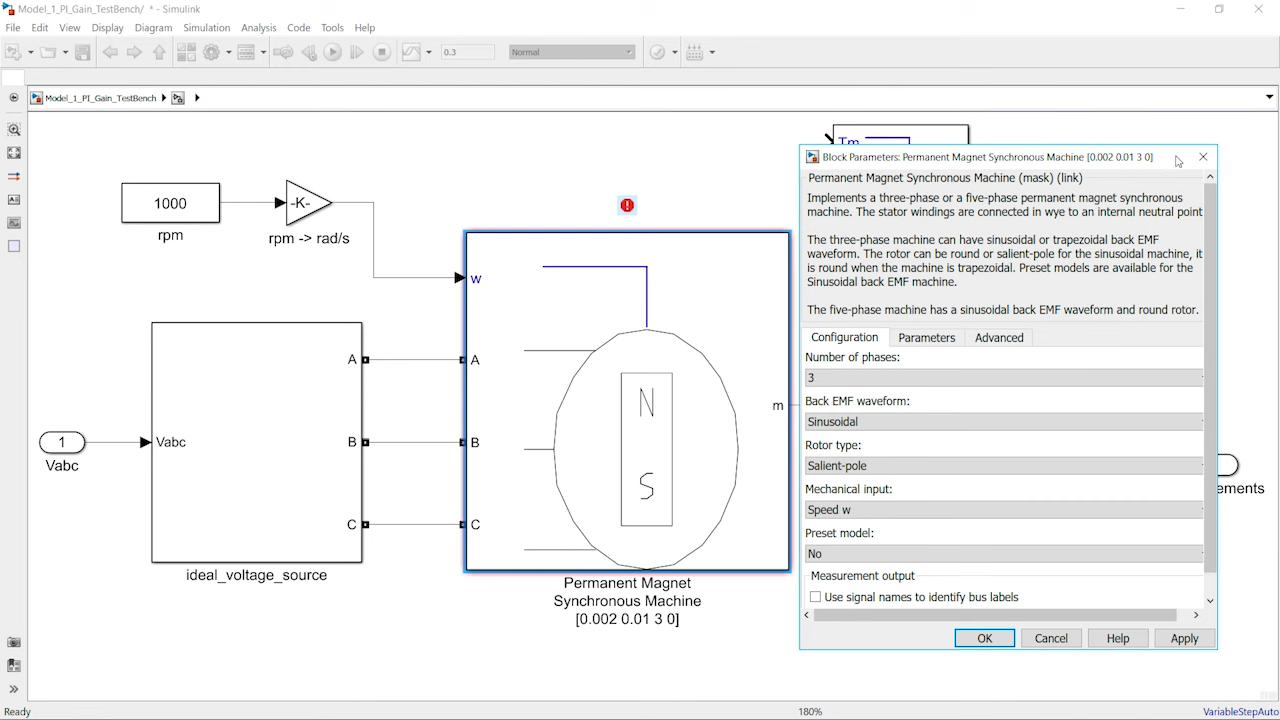 Model_1_PI_Gain_TestBench/ * - Simulink
File Edit View Display Diagram Simulation Analysis Code Tools Help
0.3 Normal
Model_1_PI_Gain_TestBench
Tm
1000
rpm
-K-
rpm -> rad/s
w
A
B
C
Vabc
1
Vabc
ideal_voltage_source
A
B
C
N
S
m
Permanent Magnet
Synchronous Machine
[0.002 0.01 3 0]
Block Parameters: Permanent Magnet Synchronous Machine [0.002 0.01 3 0]
Permanent Magnet Synchronous Machine (mask) (link)
Implements a three-phase or a five-phase permanent magnet synchronous
machine. The stator windings are connected in wye to an internal neutral point
The three-phase machine can have sinusoidal or trapezoidal back EMF
waveform. The rotor can be round or salient-pole for the sinusoidal machine, it
is round when the machine is trapezoidal. Preset models are available for the
Sinusoidal back EMF machine.
The five-phase machine has a sinusoidal back EMF waveform and round rotor.
Configuration Parameters Advanced
Number of phases:
3
Back EMF waveform:
Sinusoidal
Rotor type:
Salient-pole
Mechanical input:
Speed w
Preset model:
No
Measurement output
Use signal names to identify bus labels
OK Cancel Help Apply
ements
Ready 180% VariableStepAuto